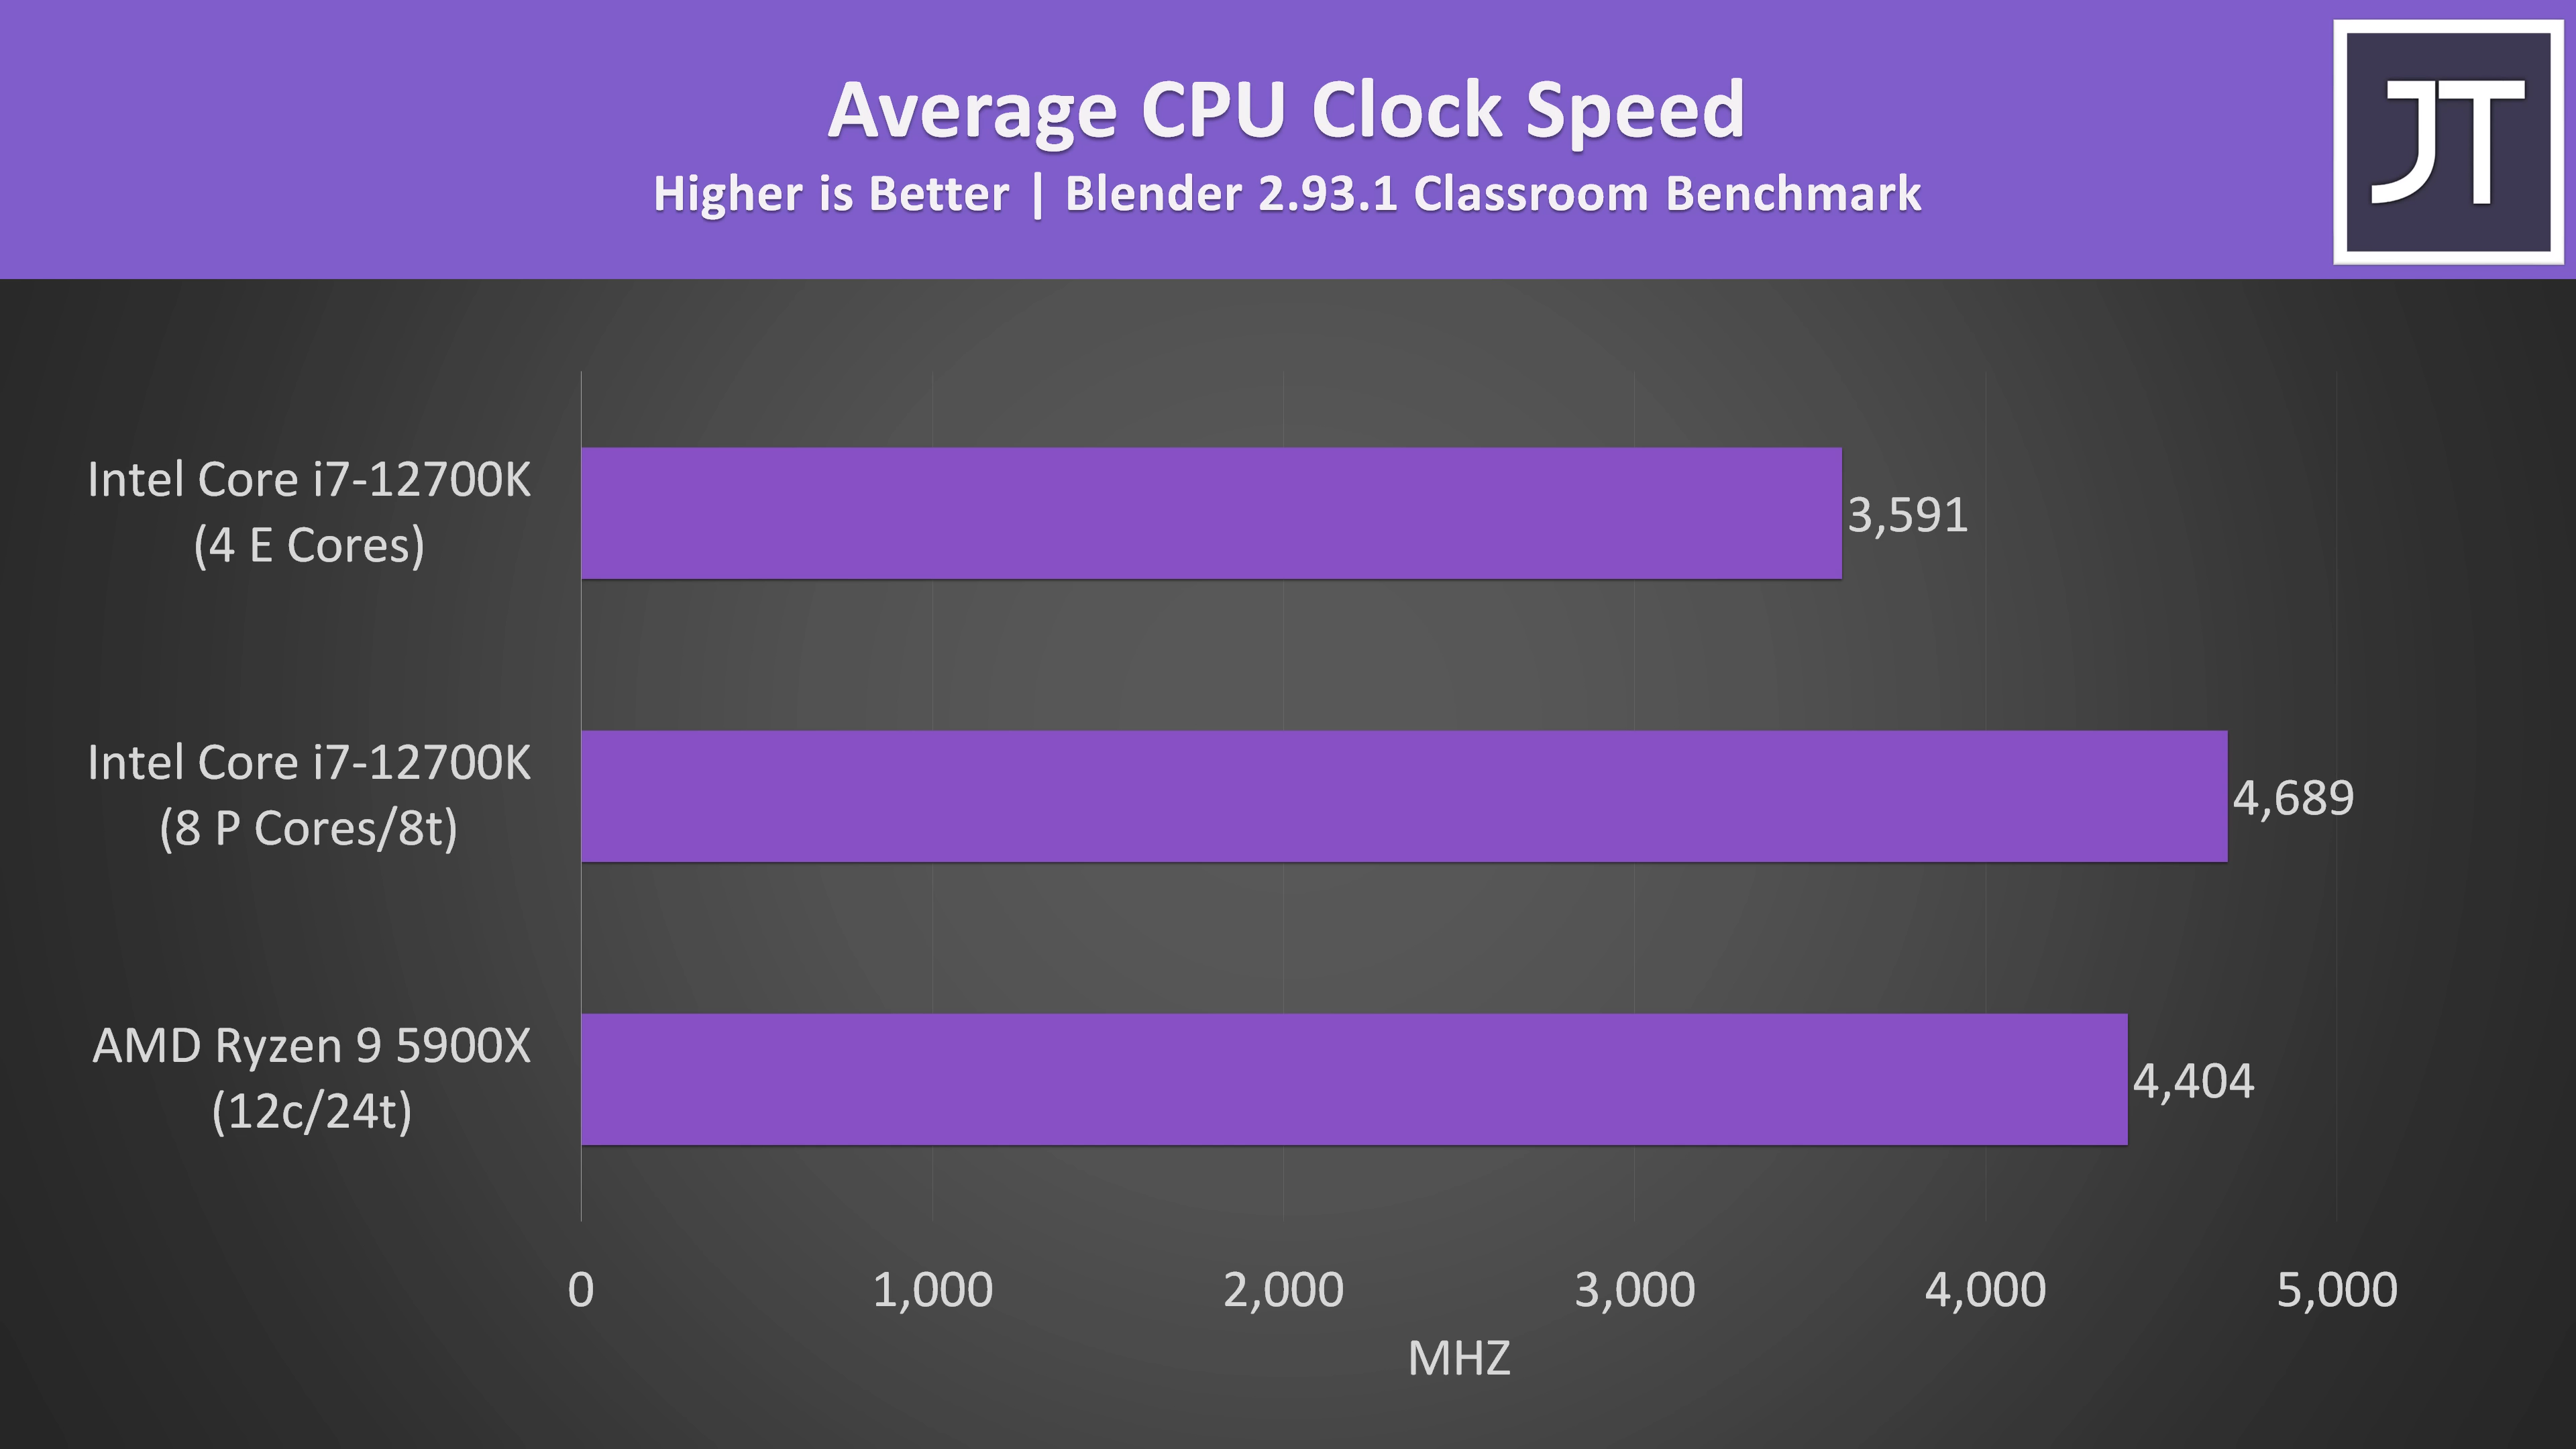 Average CPU Clock Speed
Higher is Better | Blender 2.93.1 Classroom Benchmark
JT
Intel Core i7-12700K
(4 E Cores)
3,591
Intel Core i7-12700K
(8 P Cores/8t)
4,689
AMD Ryzen 9 5900X
(12c/24t)
4,404
0 1,000 2,000 3,000 4,000 5,000
MHZ